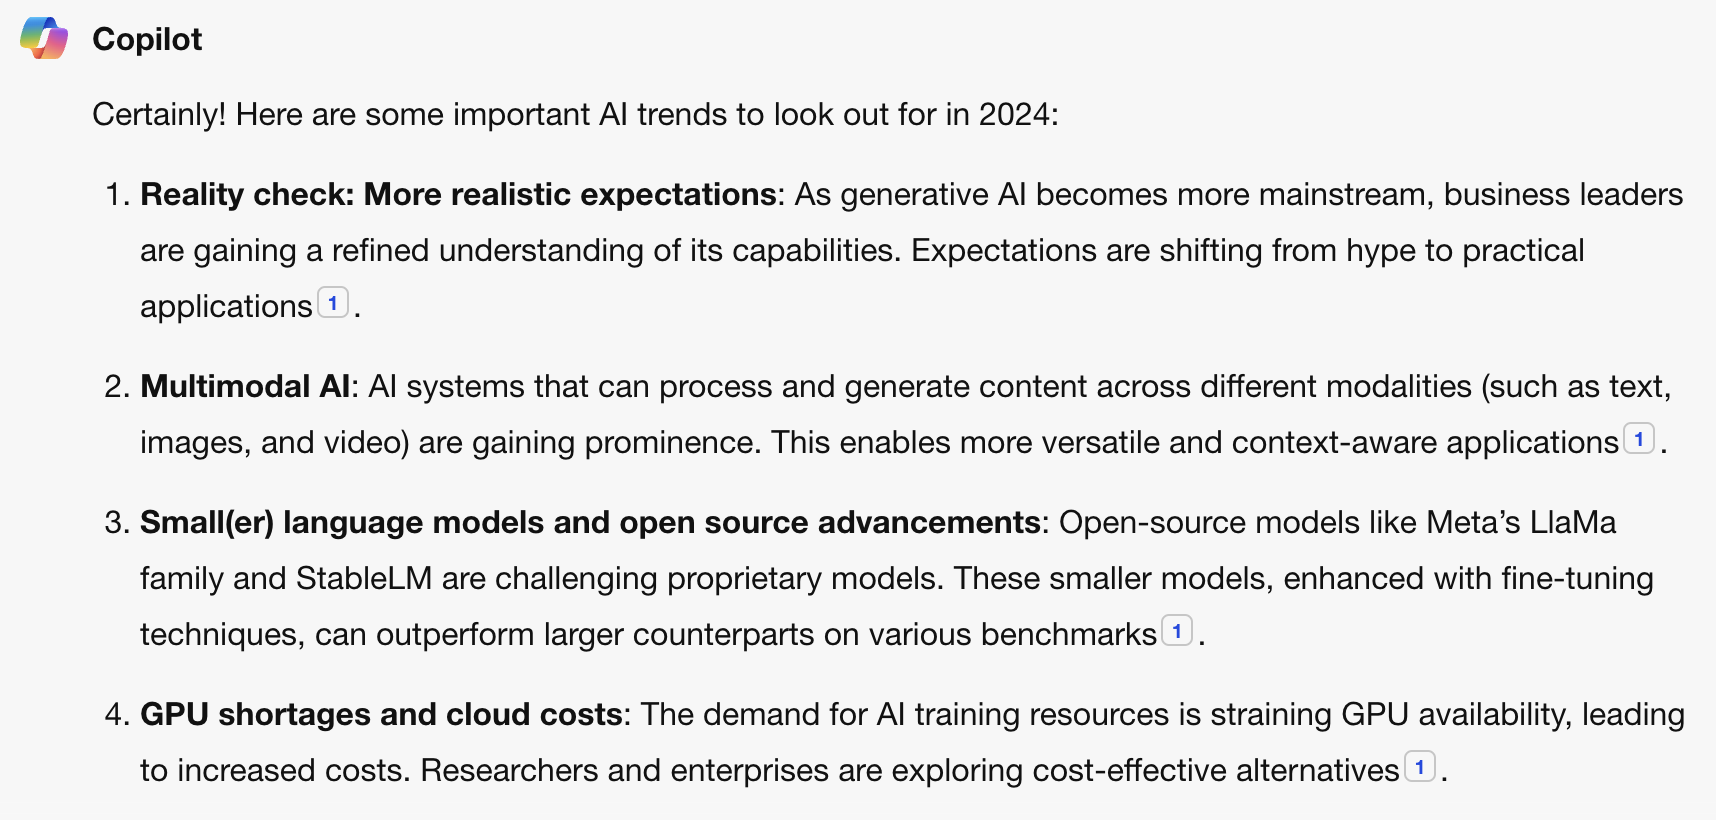 Copilot
Certainly! Here are some important AI trends to look out for in 2024:
1. Reality check: More realistic expectations: As generative AI becomes more mainstream, business leaders
are gaining a refined understanding of its capabilities. Expectations are shifting from hype to practical
applications 1 .
2. Multimodal AI: AI systems that can process and generate content across different modalities (such as text,
images, and video) are gaining prominence. This enables more versatile and context-aware applications 1 .
3. Small(er) language models and open source advancements: Open-source models like Meta’s LlaMa
family and StableLM are challenging proprietary models. These smaller models, enhanced with fine-tuning
techniques, can outperform larger counterparts on various benchmarks 1 .
4. GPU shortages and cloud costs: The demand for AI training resources is straining GPU availability, leading
to increased costs. Researchers and enterprises are exploring cost-effective alternatives 1 .